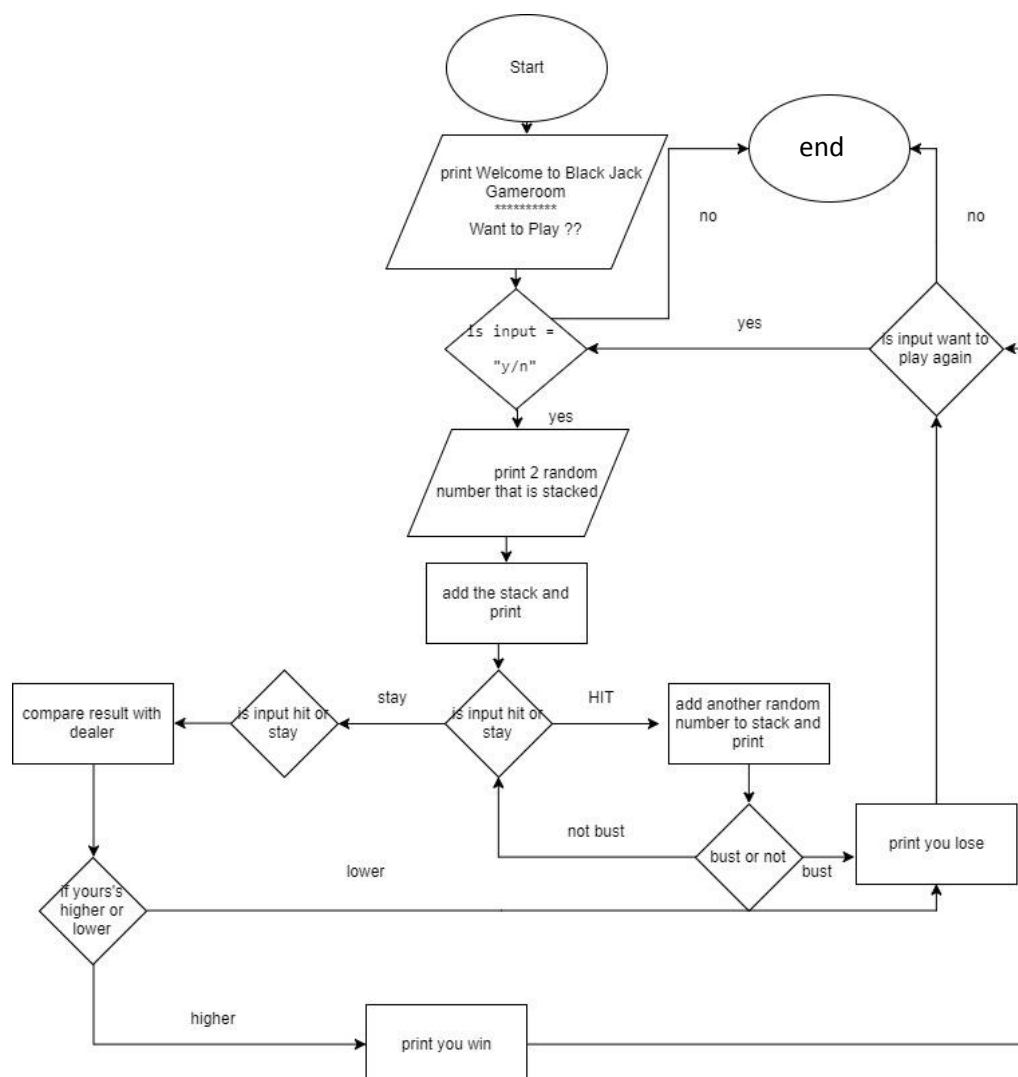 Start
print Welcome to Black Jack
Gameroom
**********
Want to Play ??
end
no
no
Is input =
"y/n"
yes
is input want to
play again
yes
print 2 random
number that is stacked
add the stack and
print
compare result with
dealer
is input hit or
stay
stay
is input hit or
stay
HIT
add another random
number to stack and
print
not bust
bust or not
bust
print you lose
if yours's
higher or
lower
lower
higher
print you win